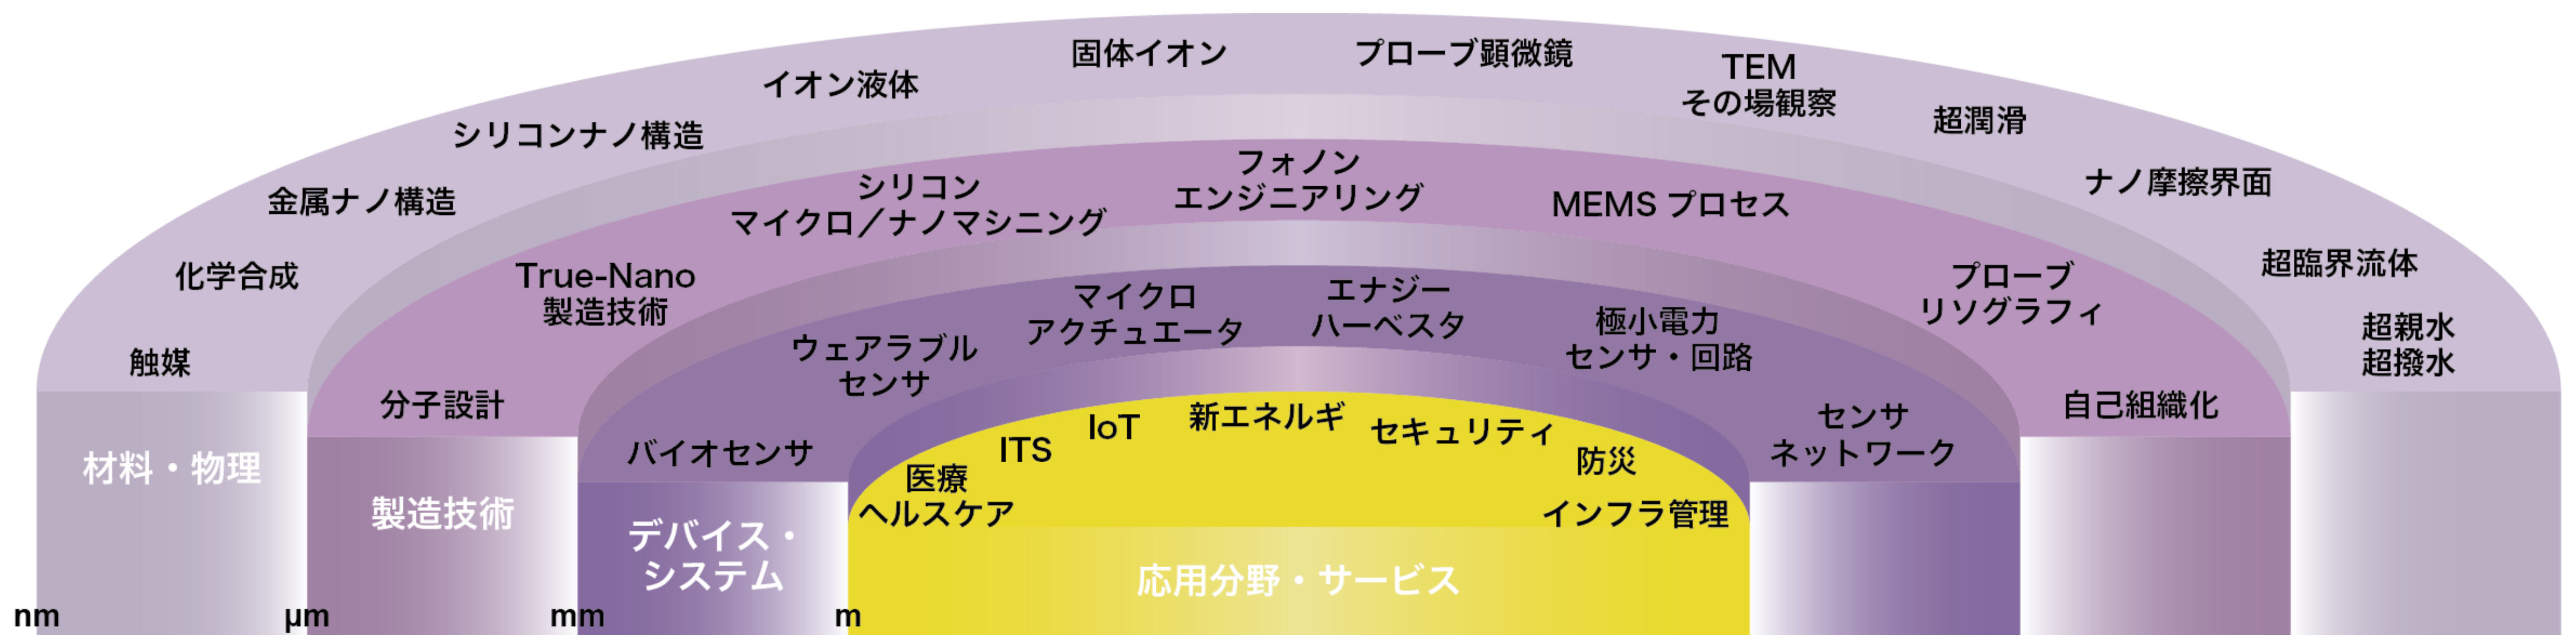 触媒
化学合成
金属ナノ構造
シリコンナノ構造
イオン液体
固体イオン
プローブ顕微鏡
TEM
その場観察
超潤滑
ナノ摩擦界面
超臨界流体
超親水
超撥水
分子設計
True-Nano
製造技術
シリコン
マイクロ／ナノマシニング
フォノン
エンジニアリング
MEMS プロセス
プローブ
リソグラフィ
自己組織化
バイオセンサ
ウェアラブル
センサ
マイクロ
アクチュエータ
エナジー
ハーベスタ
極小電力
センサ・回路
センサ
ネットワーク
医療
ヘルスケア
ITS
IoT
新エネルギ
セキュリティ
防災
インフラ管理
材料・物理
製造技術
デバイス・
システム
応用分野・サービス
nm
μm
mm
m